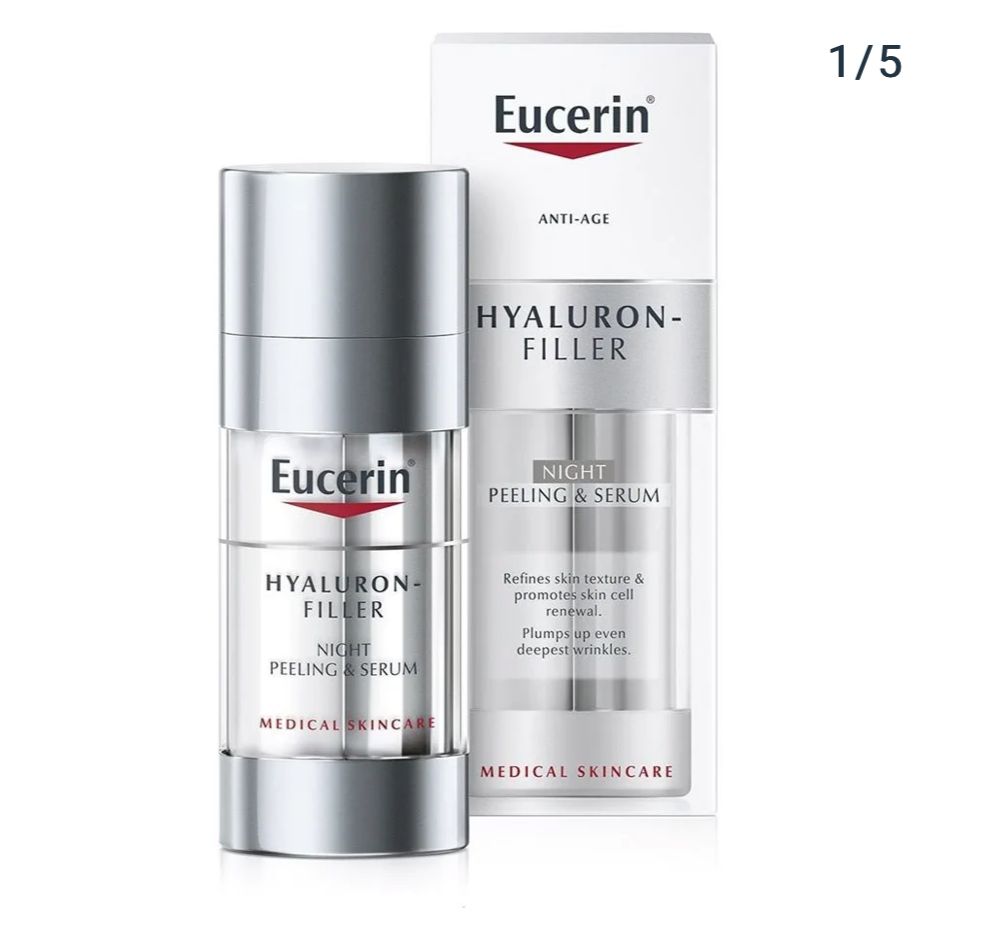 1/5
Eucerin®
ANTI-AGE
HYALURON-
FILLER
NIGHT
PEELING & SERUM
Refines skin texture &
promotes skin cell
renewal.
Plumps up even
deepest wrinkles.
MEDICAL SKINCARE
Eucerin®
HYALURON-
FILLER
NIGHT
PEELING & SERUM
MEDICAL SKINCARE